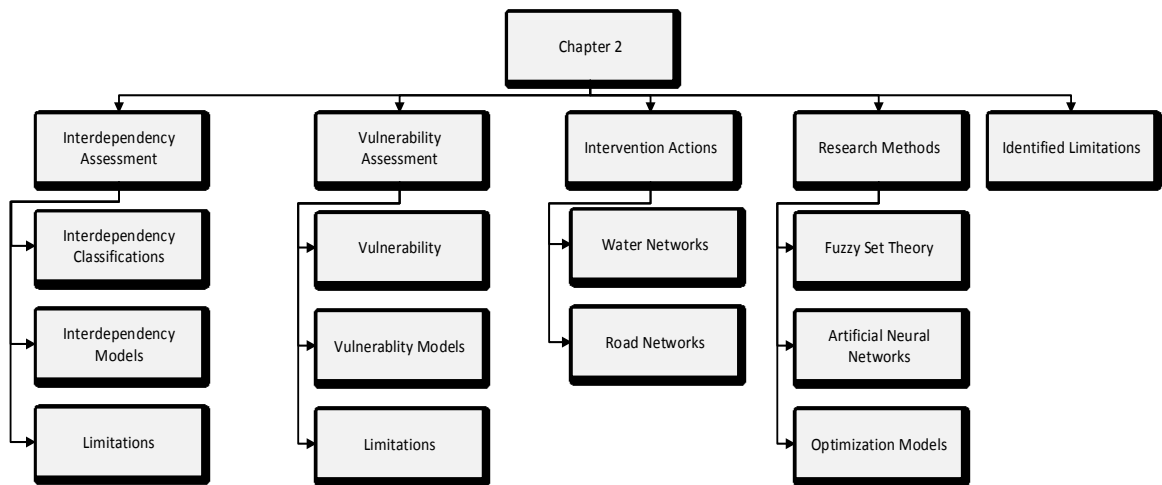 Chapter 2
Interdependency
Assessment
Vulnerability
Assessment
Intervention Actions
Research Methods
Identified Limitations
Interdependency
Classifications
Vulnerability
Water Networks
Fuzzy Set Theory
Interdependency
Models
Vulnerablity Models
Road Networks
Artificial Neural
Networks
Limitations
Limitations
Optimization Models